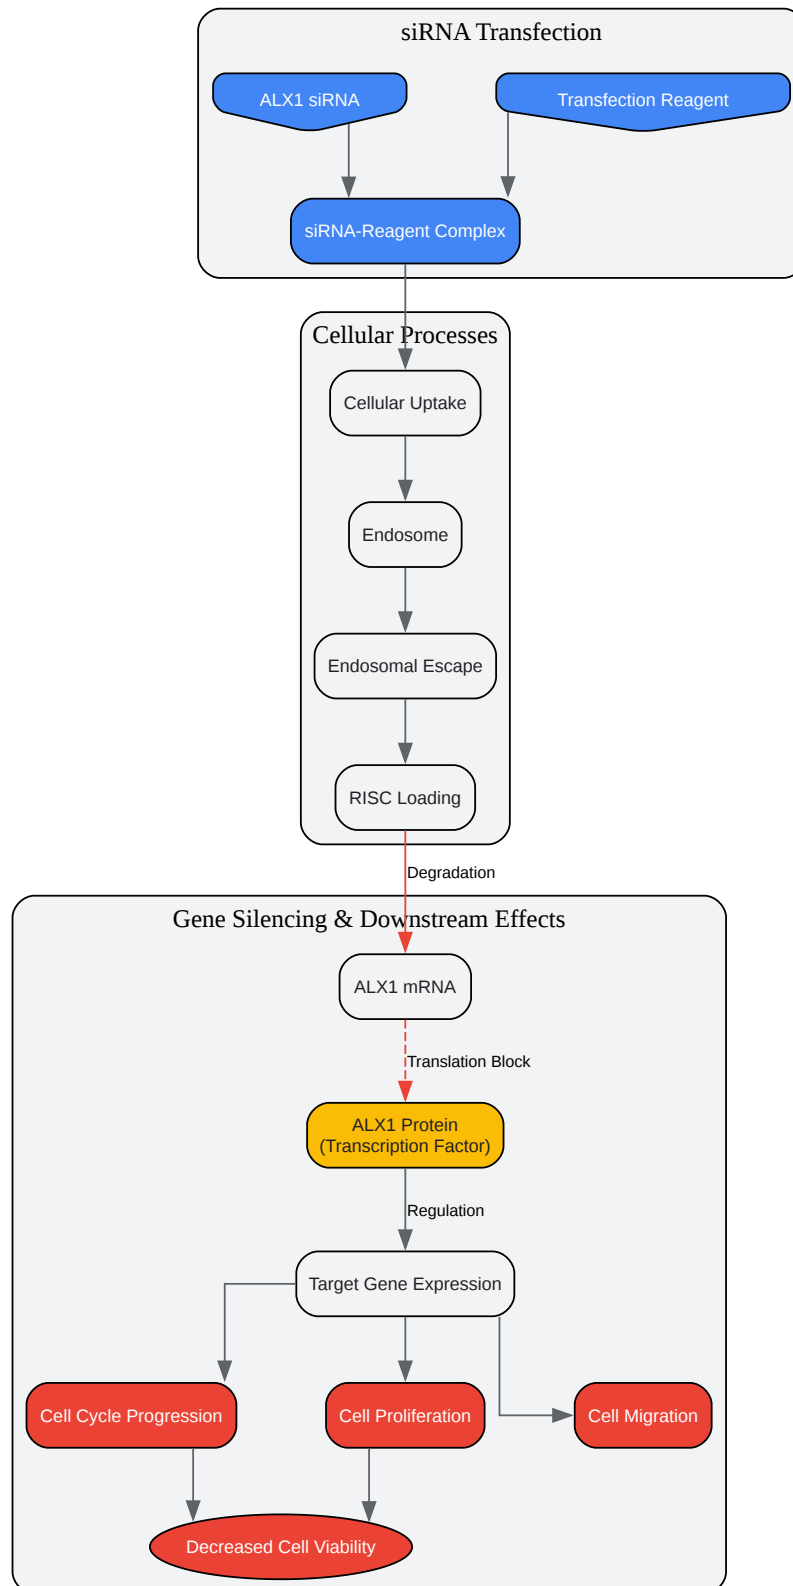 siRNA Transfection
ALX1 siRNA
Transfection Reagent
siRNA-Reagent Complex
Cellular Processes
Cellular Uptake
Endosome
Endosomal Escape
RISC Loading
Degradation
Gene Silencing & Downstream Effects
ALX1 mRNA
Translation Block
ALX1 Protein
(Transcription Factor)
Regulation
Target Gene Expression
Cell Cycle Progression
Cell Proliferation
Cell Migration
Decreased Cell Viability